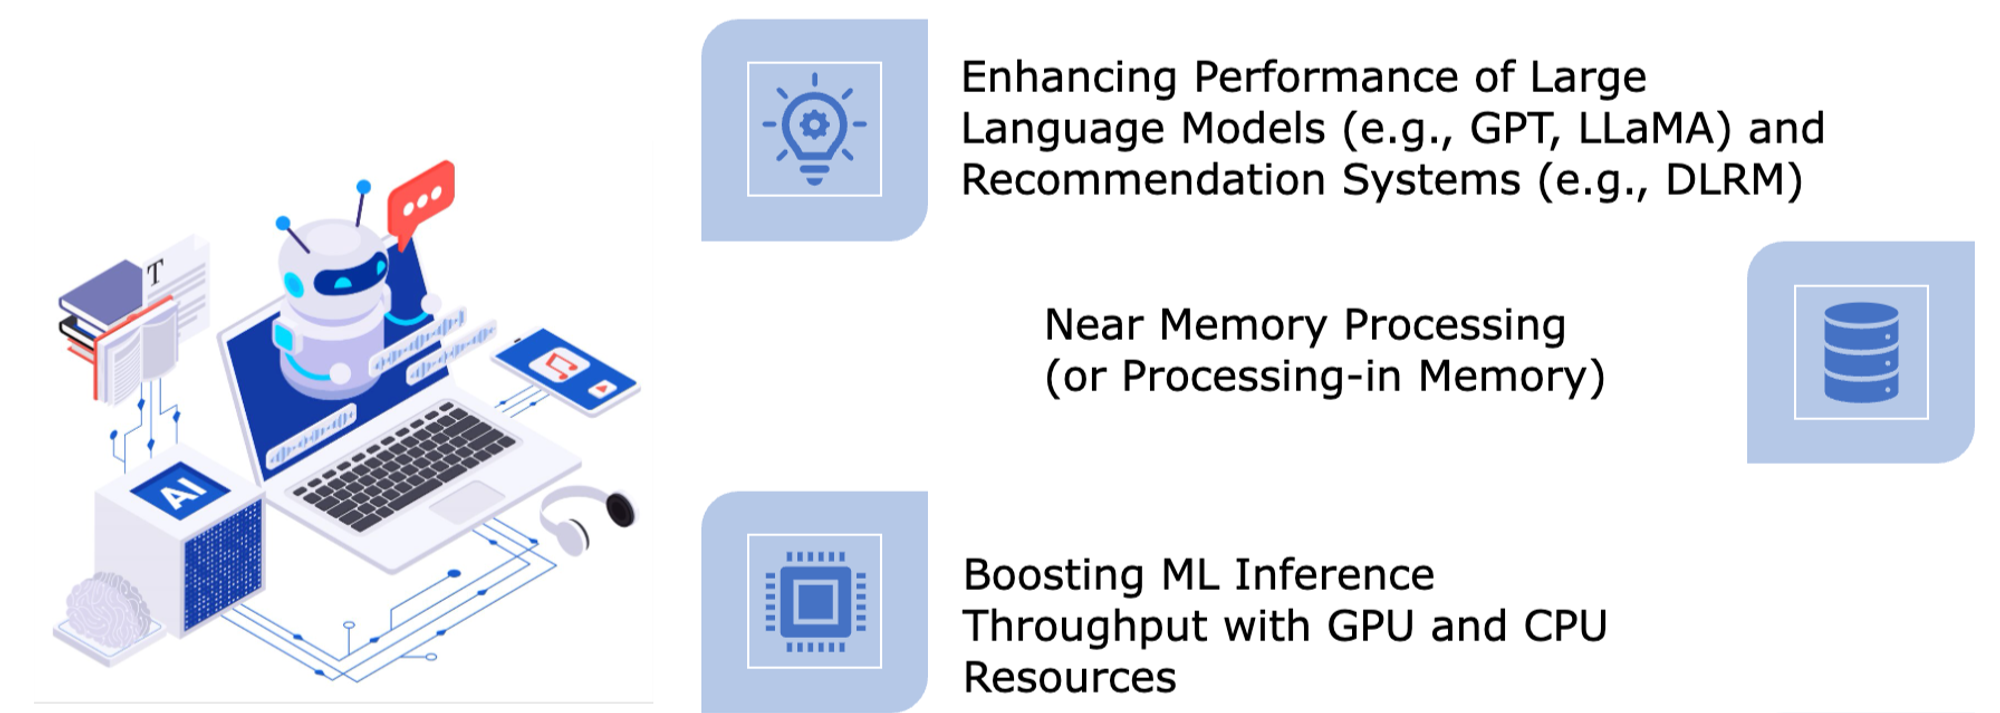 Enhancing Performance of Large
Language Models (e.g., GPT, LLaMA) and
Recommendation Systems (e.g., DLRM)
Near Memory Processing
(or Processing-in Memory)
Boosting ML Inference
Throughput with GPU and CPU
Resources
T
AI